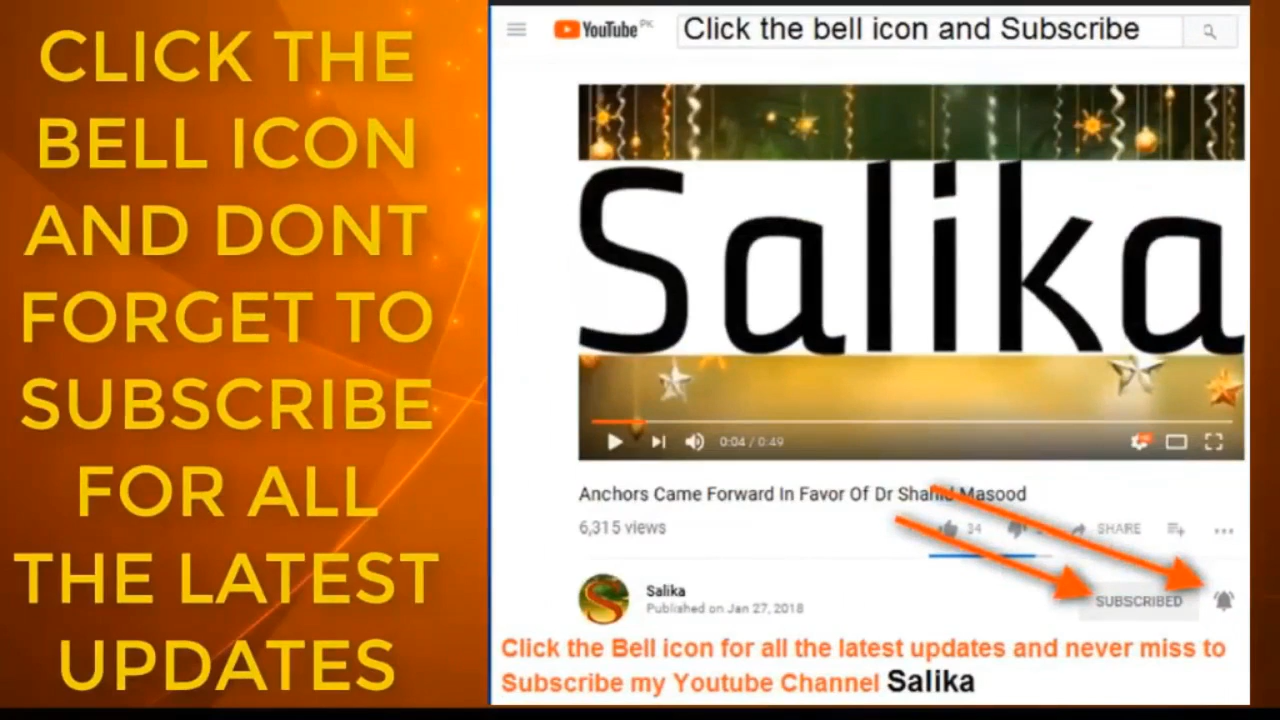 CLICK THE
BELL ICON
AND DONT
FORGET TO
SUBSCRIBE
FOR ALL
THE LATEST
UPDATES
YouTube PK
Click the bell icon and Subscribe
Salika
0:04 / 0:49
Anchors Came Forward In Favor Of Dr Shahid Masood
6,315 views
34
SHARE
Salika
Published on Jan 27, 2018
SUBSCRIBED
Click the Bell icon for all the latest updates and never miss to
Subscribe my Youtube Channel Salika